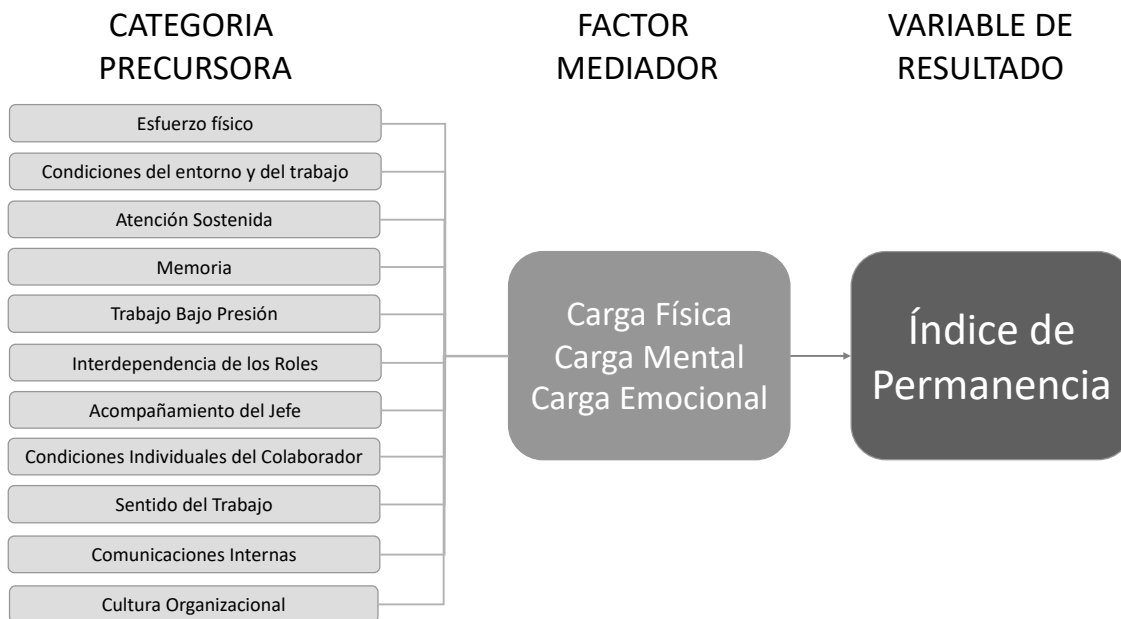 CATEGORIA
PRECURSORA
FACTOR
MEDIADOR
VARIABLE DE
RESULTADO
Esfuerzo físico
Condiciones del entorno y del trabajo
Atención Sostenida
Memoria
Trabajo Bajo Presión
Interdependencia de los Roles
Acompañamiento del Jefe
Condiciones Individuales del Colaborador
Sentido del Trabajo
Comunicaciones Internas
Cultura Organizacional
Carga Física
Carga Mental
Carga Emocional
Índice de
Permanencia